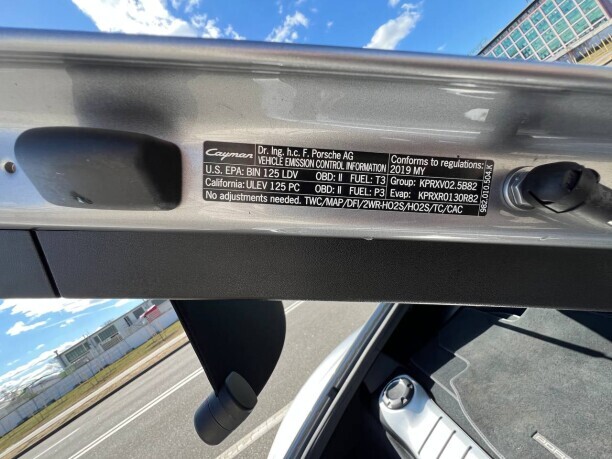 Cayman
Dr. Ing. h.c. F. Porsche AG
VEHICLE EMISSION CONTROL INFORMATION
Conforms to regulations:
2019 MY
U.S. EPA: BIN 125 LDV OBD: II FUEL: T3 Group: KPRXV02.5B82
California: ULEV 125 PC OBD: II FUEL: P3 Evap: KPRXR0130R82
No adjustments needed. TWC/MAP/DFI/2WR-HO2S/HO2S/TC/CAC
982.010.504.K